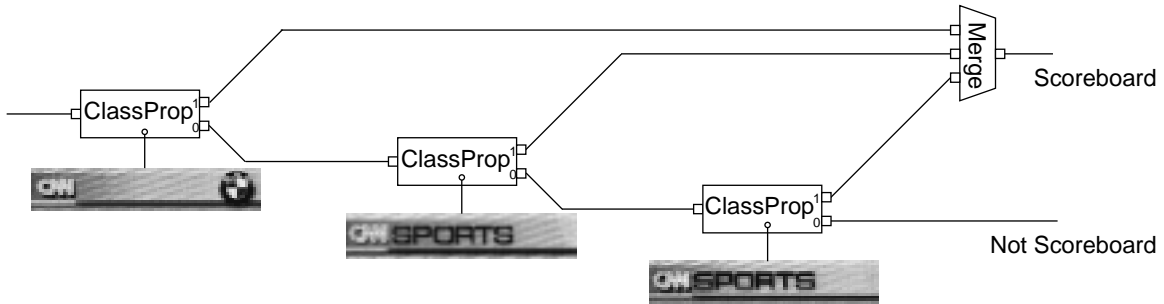 Merge
Scoreboard
ClassProp 1
0
CNN
ClassProp 1
0
CNN SPORTS
ClassProp 1
0
Not Scoreboard
CNN SPORTS